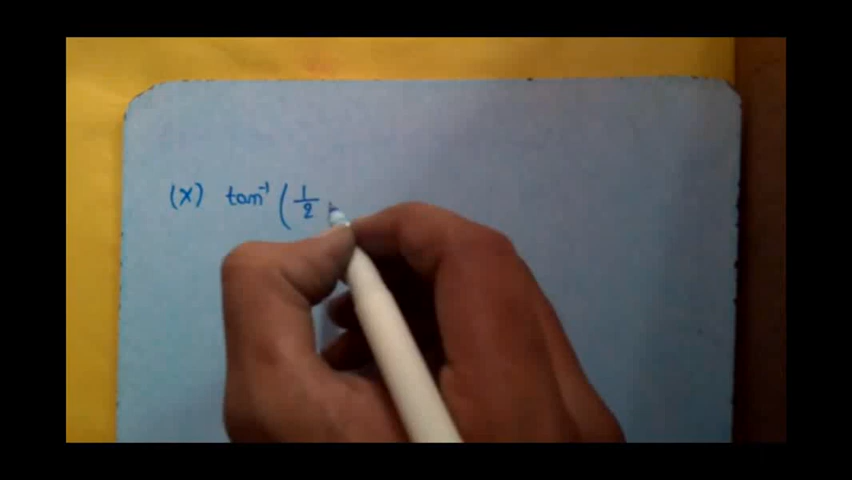 (x) tan⁻¹ (1/2